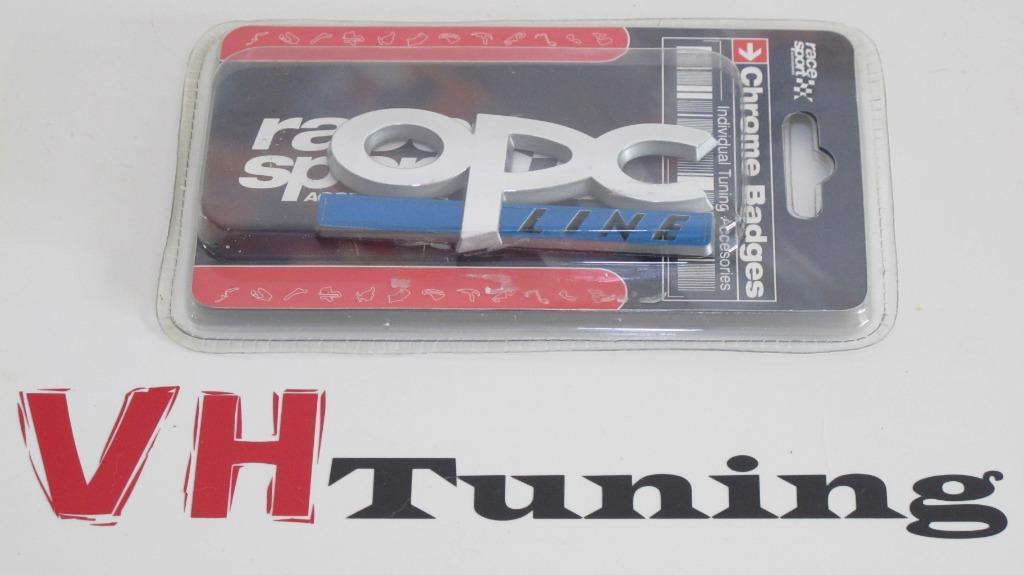 race
sport
Chrome Badges
Individual Tuning Accesories
opc
LINE
VH Tuning